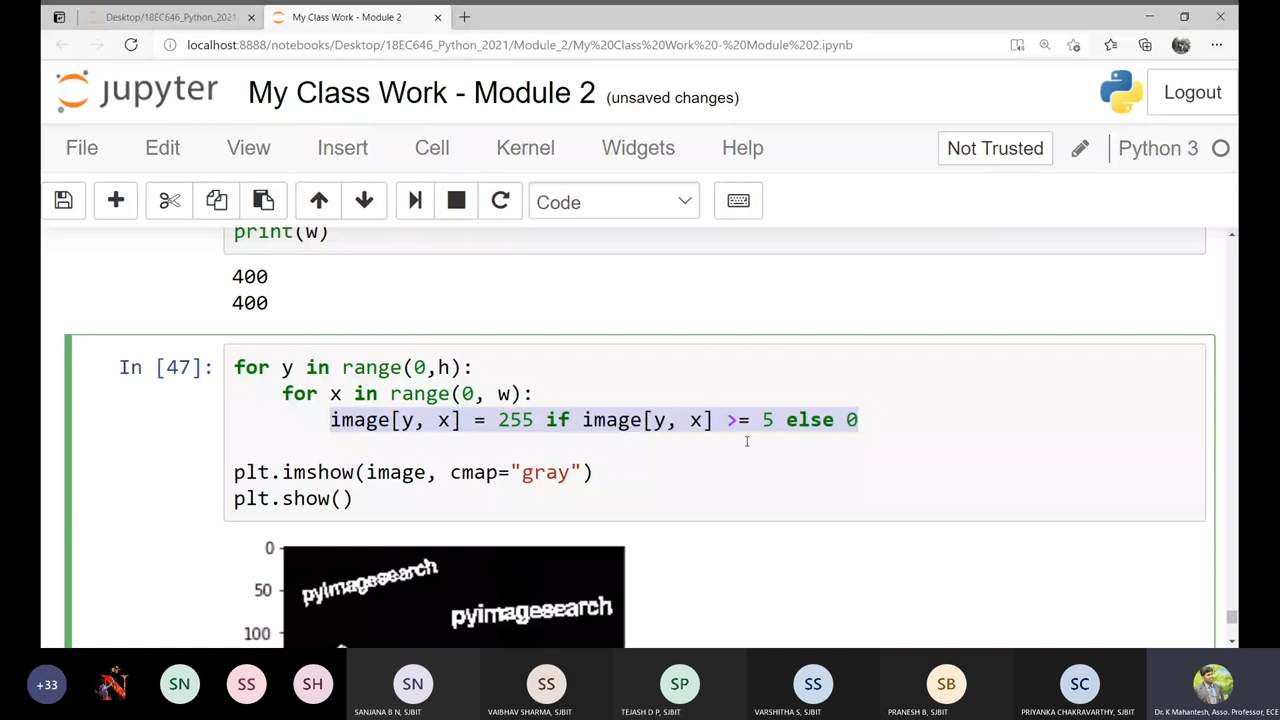 Desktop/18EC646_Python_2021/
My Class Work - Module 2
localhost:8888/notebooks/Desktop/18EC646_Python_2021/Module_2/My%20Class%20Work%20-%20Module%202.ipynb
jupyter My Class Work - Module 2 (unsaved changes) Logout
File Edit View Insert Cell Kernel Widgets Help Not Trusted Python 3
Code
print(w)
400
400
In [47]: for y in range(0,h):
for x in range(0, w):
image[y, x] = 255 if image[y, x] >= 5 else 0
plt.imshow(image, cmap="gray")
plt.show()
0
50
100
pyimagesearch
pyimagesearch
+33 N SN SS SH SN SS SP SS SB SC
SANJANA B N, SJBIT VAIBHAV SHARMA, SJBIT TEJASH D P, SJBIT VARSHITHA S, SJBIT PRANESH B, SJBIT PRIYANKA CHAKRAVARTHY, SJBIT Dr. K Mahantesh, Asso. Professor, ECE